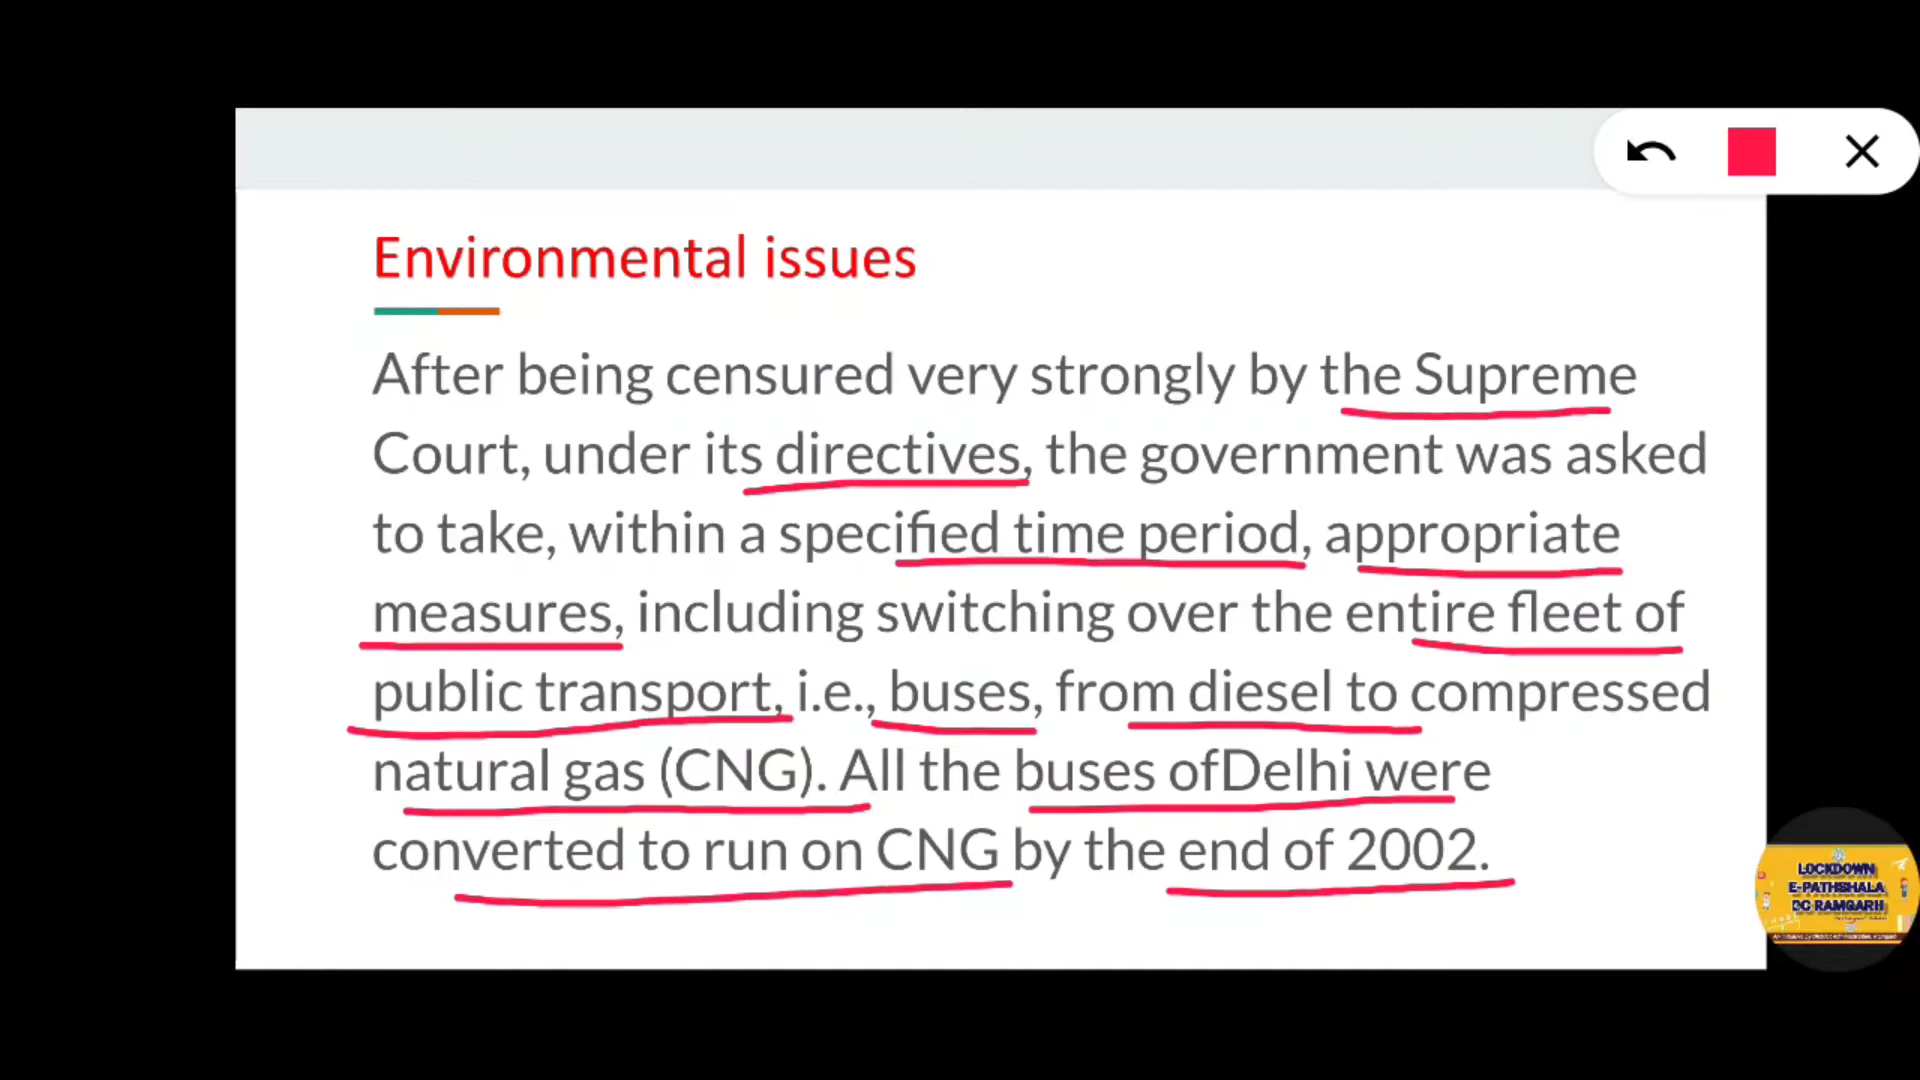 Environmental issues
After being censured very strongly by the Supreme
Court, under its directives, the government was asked
to take, within a specified time period, appropriate
measures, including switching over the entire fleet of
public transport, i.e., buses, from diesel to compressed
natural gas (CNG). All the buses ofDelhi were
converted to run on CNG by the end of 2002.
LOCKDOWN
E-PATHSHALA
DC RAMGARH